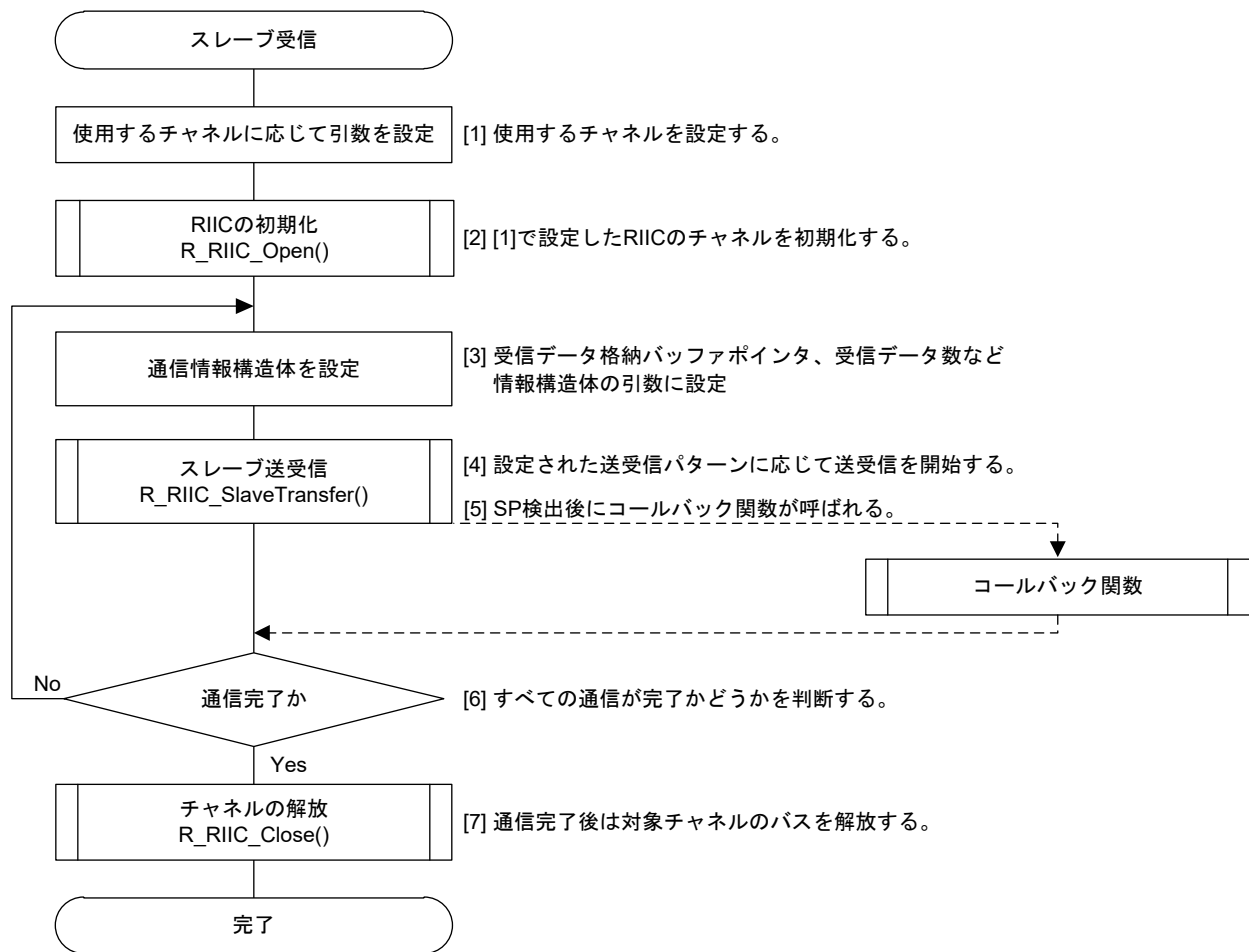 スレーブ受信
使用するチャネルに応じて引数を設定
[1] 使用するチャネルを設定する。
RIICの初期化
R_RIIC_Open()
[2] [1]で設定したRIICのチャネルを初期化する。
通信情報構造体を設定
[3] 受信データ格納バッファポインタ、受信データ数など
情報構造体の引数に設定
スレーブ送受信
R_RIIC_SlaveTransfer()
[4] 設定された送受信パターンに応じて送受信を開始する。
[5] SP検出後にコールバック関数が呼ばれる。
コールバック関数
No
通信完了か
[6] すべての通信が完了かどうかを判断する。
Yes
チャネルの解放
R_RIIC_Close()
[7] 通信完了後は対象チャネルのバスを解放する。
完了